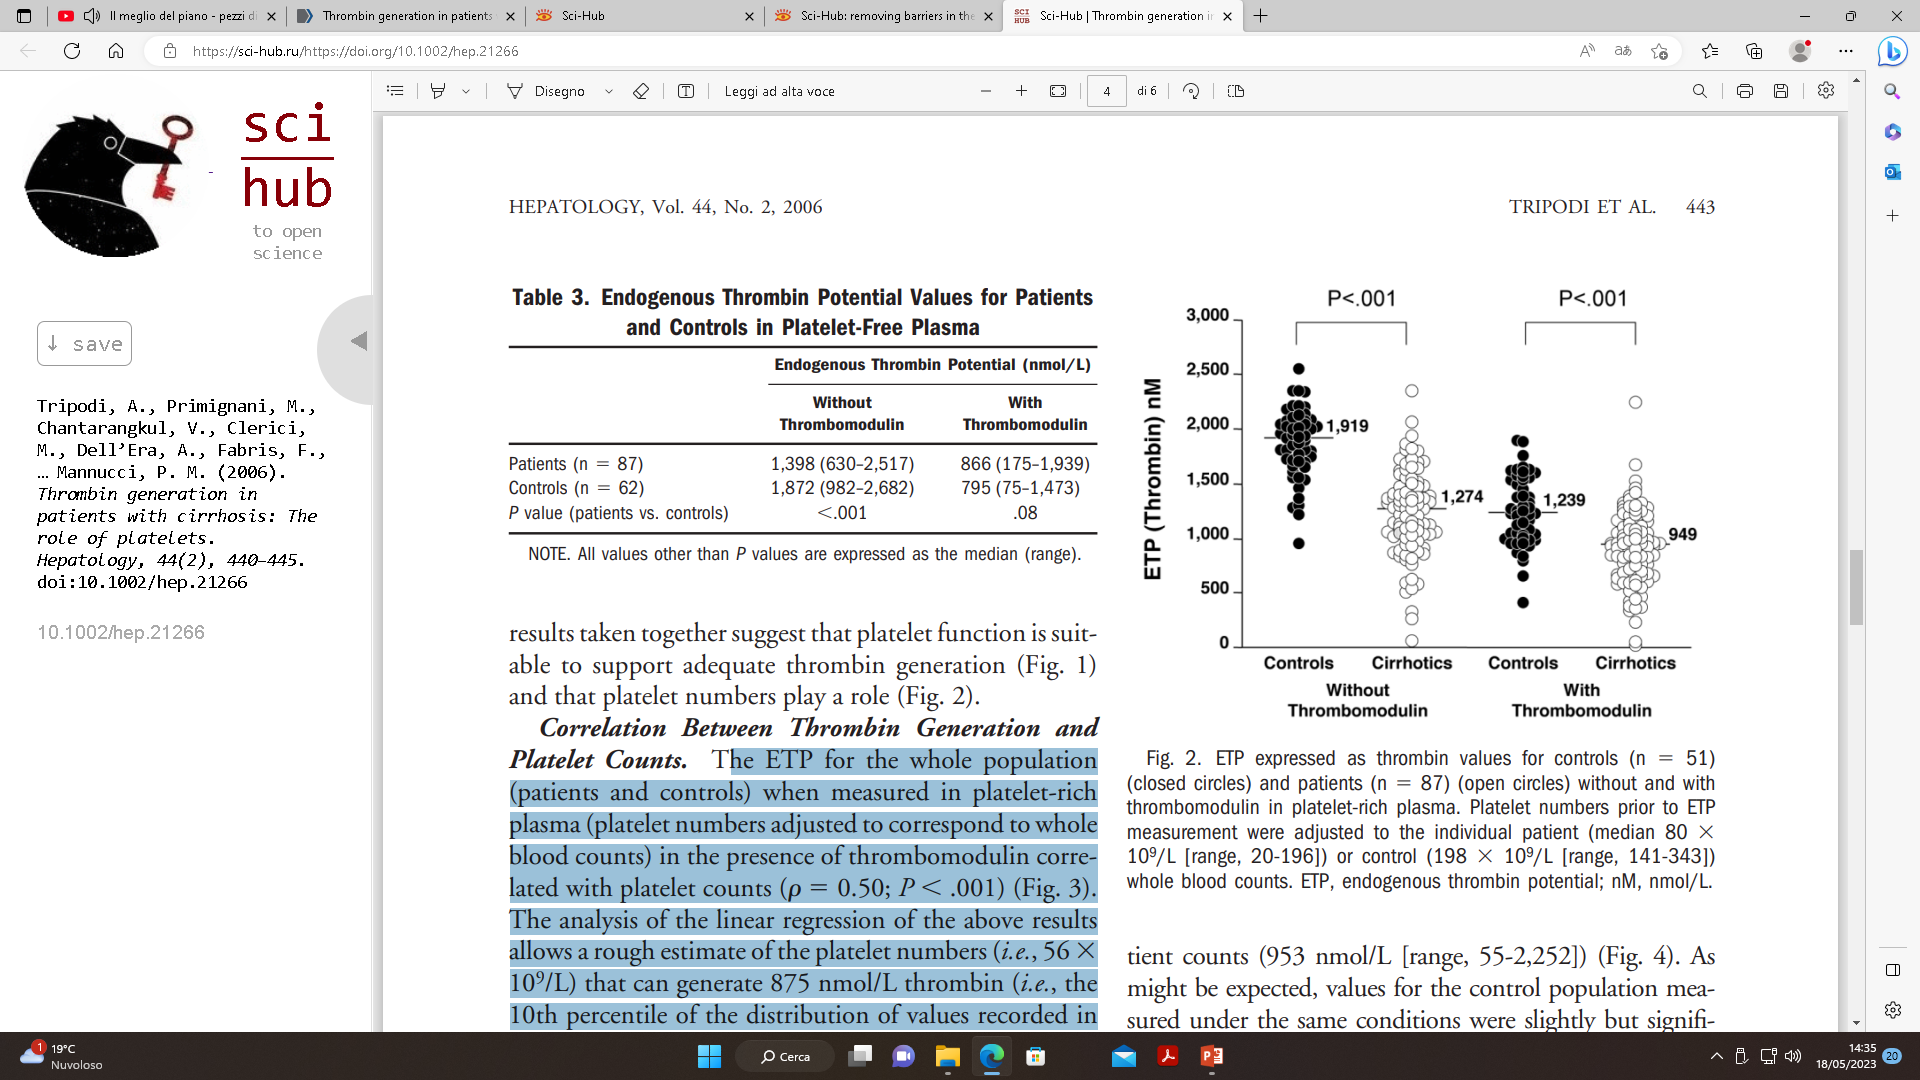 Il meglio del piano - pezzi di
Thrombin generation in patients
Sci-Hub
Sci-Hub: removing barriers in the
Sci-Hub | Thrombin generation in
https://sci-hub.ru/https://doi.org/10.1002/hep.21266
Disegno
Leggi ad alta voce
4
di 6
sci
hub
to open
science
↓ save
Tripodi, A., Primignani, M.,
Chantarangkul, V., Clerici,
M., Dell’Era, A., Fabris, F.,
… Mannucci, P. M. (2006).
Thrombin generation in
patients with cirrhosis: The
role of platelets.
Hepatology, 44(2), 440–445.
doi:10.1002/hep.21266
10.1002/hep.21266
HEPATOLOGY, Vol. 44, No. 2, 2006
TRIPODI ET AL. 443
Table 3. Endogenous Thrombin Potential Values for Patients
and Controls in Platelet-Free Plasma
Endogenous Thrombin Potential (nmol/L)
Without
Thrombomodulin
With
Thrombomodulin
Patients (n = 87) 1,398 (630–2,517) 866 (175–1,939)
Controls (n = 62) 1,872 (982–2,682) 795 (75–1,473)
P value (patients vs. controls) <.001 .08
NOTE. All values other than P values are expressed as the median (range).
results taken together suggest that platelet function is suit-
able to support adequate thrombin generation (Fig. 1)
and that platelet numbers play a role (Fig. 2).
Correlation Between Thrombin Generation and
Platelet Counts. The ETP for the whole population
(patients and controls) when measured in platelet-rich
plasma (platelet numbers adjusted to correspond to whole
blood counts) in the presence of thrombomodulin corre-
lated with platelet counts (ρ = 0.50; P < .001) (Fig. 3).
The analysis of the linear regression of the above results
allows a rough estimate of the platelet numbers (i.e., 56 ×
10⁹/L) that can generate 875 nmol/L thrombin (i.e., the
10th percentile of the distribution of values recorded in
P<.001
P<.001
ETP (Thrombin) nM
3,000
2,500
2,000
1,500
1,000
500
0
1,919
1,274
1,239
949
Controls Cirrhotics Controls Cirrhotics
Without
Thrombomodulin
With
Thrombomodulin
Fig. 2. ETP expressed as thrombin values for controls (n = 51)
(closed circles) and patients (n = 87) (open circles) without and with
thrombomodulin in platelet-rich plasma. Platelet numbers prior to ETP
measurement were adjusted to the individual patient (median 80 ×
10⁹/L [range, 20-196]) or control (198 × 10⁹/L [range, 141-343])
whole blood counts. ETP, endogenous thrombin potential; nM, nmol/L.
tient counts (953 nmol/L [range, 55-2,252]) (Fig. 4). As
might be expected, values for the control population mea-
sured under the same conditions were slightly but signifi-
1
19°C
Nuvoloso
Cerca
14:35
18/05/2023
20